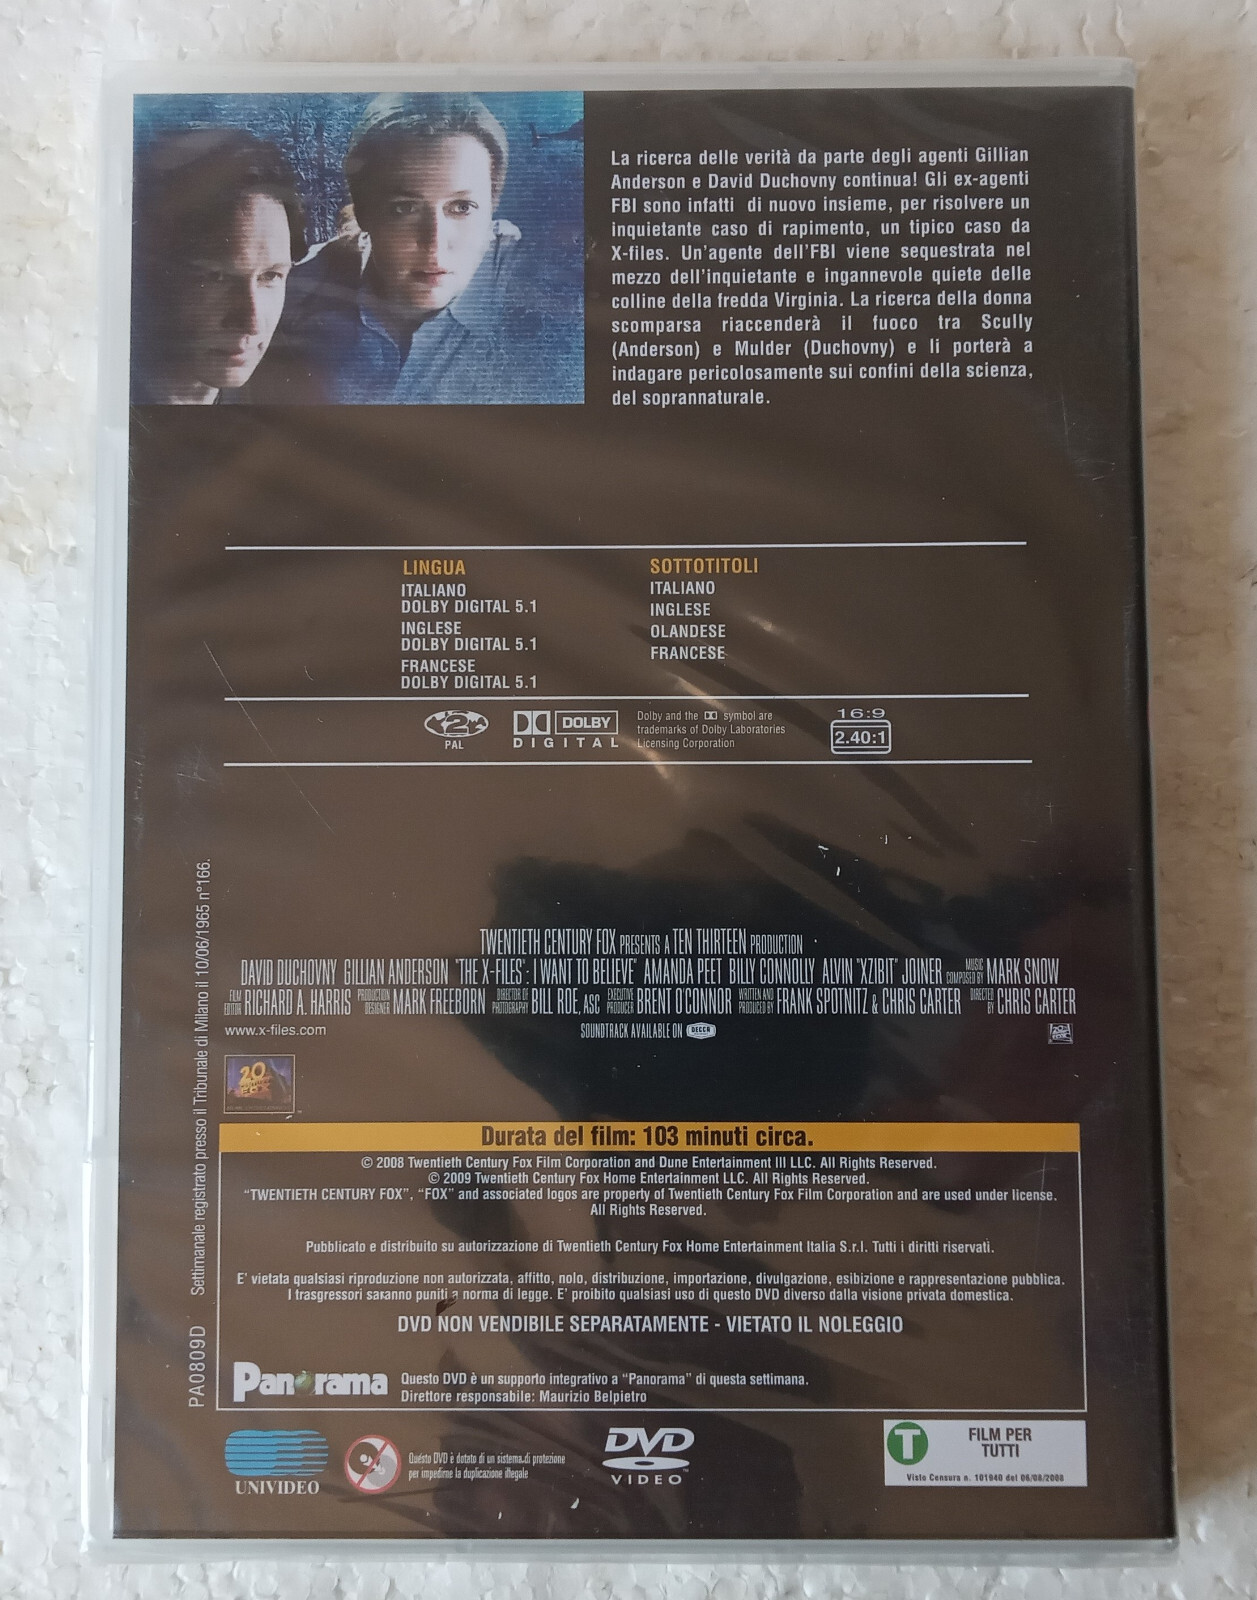 La ricerca delle verità da parte degli agenti Gillian
Anderson e David Duchovny continua! Gli ex-agenti
FBI sono infatti di nuovo insieme, per risolvere un
inquietante caso di rapimento, un tipico caso da
X-files. Un'agente dell'FBI viene sequestrata nel
mezzo dell'inquietante e ingannevole quiete delle
colline della fredda Virginia. La ricerca della donna
scomparsa riaccenderà il fuoco tra Scully
(Anderson) e Mulder (Duchovny) e li porterà a
indagare pericolosamente sui confini della scienza,
del soprannaturale.
LINGUA
ITALIANO
DOLBY DIGITAL 5.1
INGLESE
DOLBY DIGITAL 5.1
FRANCESE
DOLBY DIGITAL 5.1
SOTTOTITOLI
ITALIANO
INGLESE
OLANDESE
FRANCESE
2
PAL
DOLBY
DIGITAL
Dolby and the symbol are
trademarks of Dolby Laboratories
Licensing Corporation
16:9
2.40:1
TWENTIETH CENTURY FOX PRESENTS A TEN THIRTEEN PRODUCTION
DAVID DUCHOVNY GILLIAN ANDERSON "THE X-FILES: I WANT TO BELIEVE" AMANDA PEET BILLY CONNOLLY ALVIN "XZIBIT" JOINER MUSIC COMPOSED BY MARK SNOW
FILM EDITOR RICHARD A. HARRIS PRODUCTION DESIGNER MARK FREEBORN DIRECTOR OF PHOTOGRAPHY BILL ROE, ASC EXECUTIVE PRODUCER BRENT O'CONNOR WRITTEN AND PRODUCED BY FRANK SPOTNITZ & CHRIS CARTER DIRECTED BY CHRIS CARTER
www.x-files.com
SOUNDTRACK AVAILABLE ON DECCA
20
FOX
Durata del film: 103 minuti circa.
© 2008 Twentieth Century Fox Film Corporation and Dune Entertainment III LLC. All Rights Reserved.
© 2009 Twentieth Century Fox Home Entertainment LLC. All Rights Reserved.
"TWENTIETH CENTURY FOX", "FOX" and associated logos are property of Twentieth Century Fox Film Corporation and are used under license.
All Rights Reserved.
Pubblicato e distribuito su autorizzazione di Twentieth Century Fox Home Entertainment Italia S.r.l. Tutti i diritti riservati.
E' vietata qualsiasi riproduzione non autorizzata, affitto, nolo, distribuzione, importazione, divulgazione, esibizione e rappresentazione pubblica.
I trasgressori saranno puniti a norma di legge. E' proibito qualsiasi uso di questo DVD diverso dalla visione privata domestica.
DVD NON VENDIBILE SEPARATAMENTE - VIETATO IL NOLEGGIO
Panorama
Questo DVD è un supporto integrativo a "Panorama" di questa settimana.
Direttore responsabile: Maurizio Belpietro
PA0809D Settimanale registrato presso il Tribunale di Milano il 10/06/1965 n°166.
UNIVIDEO
Questo DVD è dotato di un sistema di protezione
per impedirne la duplicazione illegale
DVD
VIDEO
T
FILM PER
TUTTI
Visto Censura n. 101940 del 06/08/2008